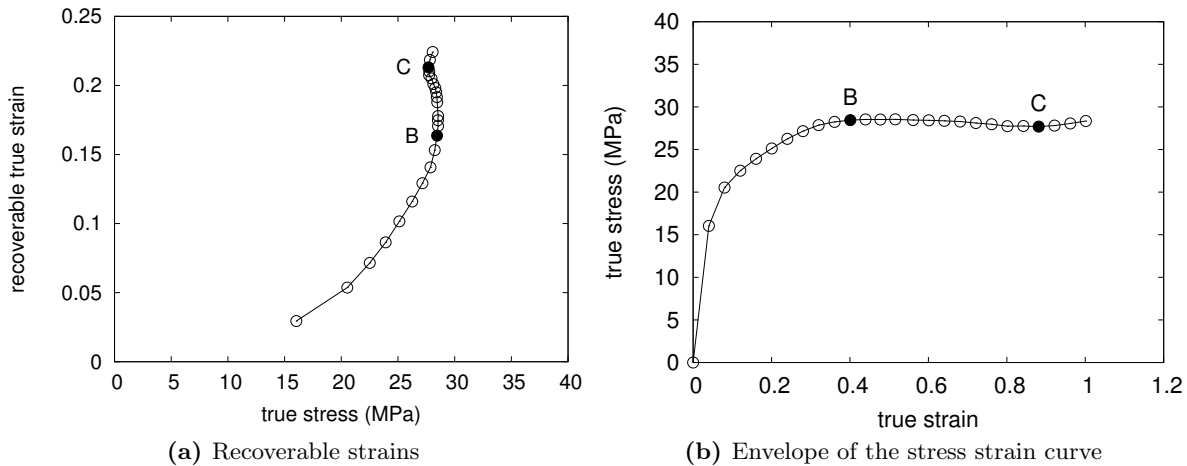 0.25
0.2
0.15
0.1
0.05
0
0 5 10 15 20 25 30 35 40
recoverable true strain
true stress (MPa)
C
B
(a) Recoverable strains
40
35
30
25
20
15
10
5
0
0 0.2 0.4 0.6 0.8 1 1.2
true stress (MPa)
true strain
B
C
(b) Envelope of the stress strain curve